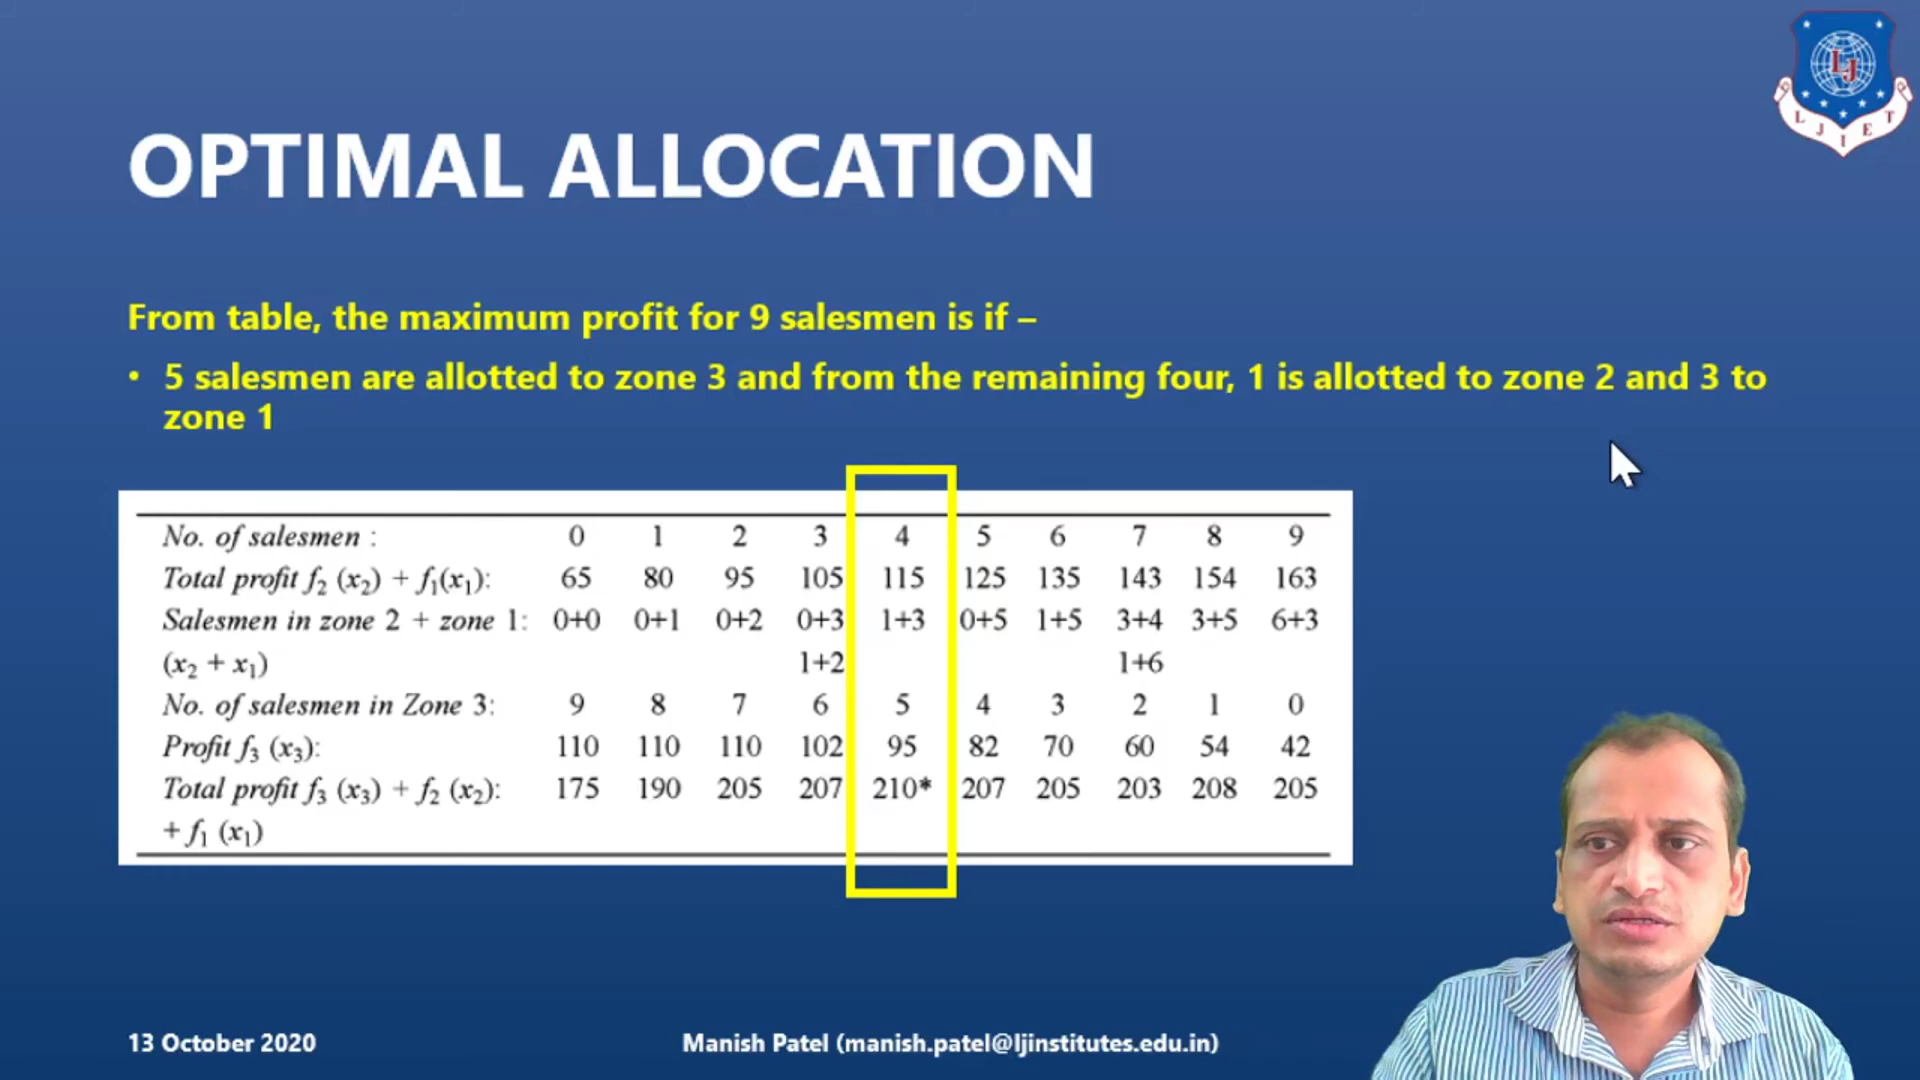 L J I E T
LJ
OPTIMAL ALLOCATION
From table, the maximum profit for 9 salesmen is if –
• 5 salesmen are allotted to zone 3 and from the remaining four, 1 is allotted to zone 2 and 3 to
zone 1
No. of salesmen : 0 1 2 3 4 5 6 7 8 9
Total profit f₂ (x₂) + f₁(x₁): 65 80 95 105 115 125 135 143 154 163
Salesmen in zone 2 + zone 1: 0+0 0+1 0+2 0+3 1+3 0+5 1+5 3+4 3+5 6+3
(x₂ + x₁) 1+2 1+6
No. of salesmen in Zone 3: 9 8 7 6 5 4 3 2 1 0
Profit f₃ (x₃): 110 110 110 102 95 82 70 60 54 42
Total profit f₃ (x₃) + f₂ (x₂): 175 190 205 207 210* 207 205 203 208 205
+ f₁ (x₁)
13 October 2020
Manish Patel (manish.patel@ljinstitutes.edu.in)